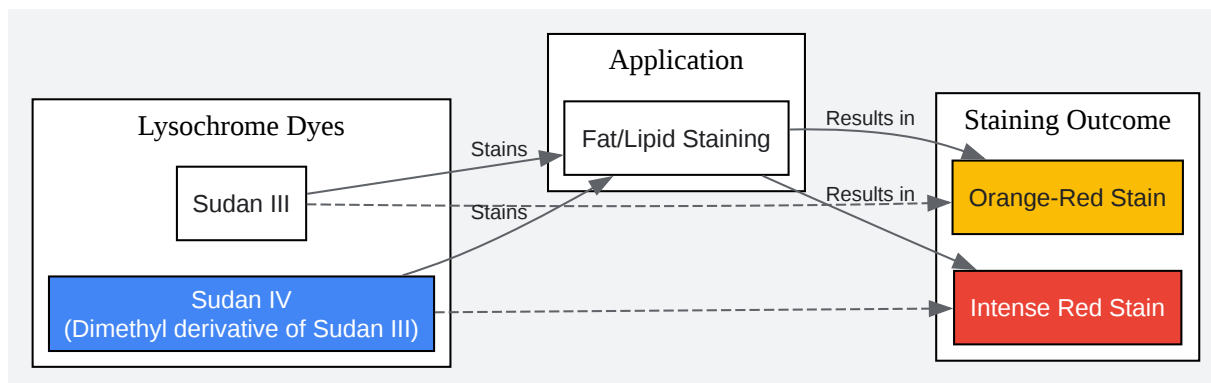 Lysochrome Dyes
Sudan III
Sudan IV
(Dimethyl derivative of Sudan III)
Stains
Stains
Application
Fat/Lipid Staining
Results in
Results in
Staining Outcome
Orange-Red Stain
Intense Red Stain